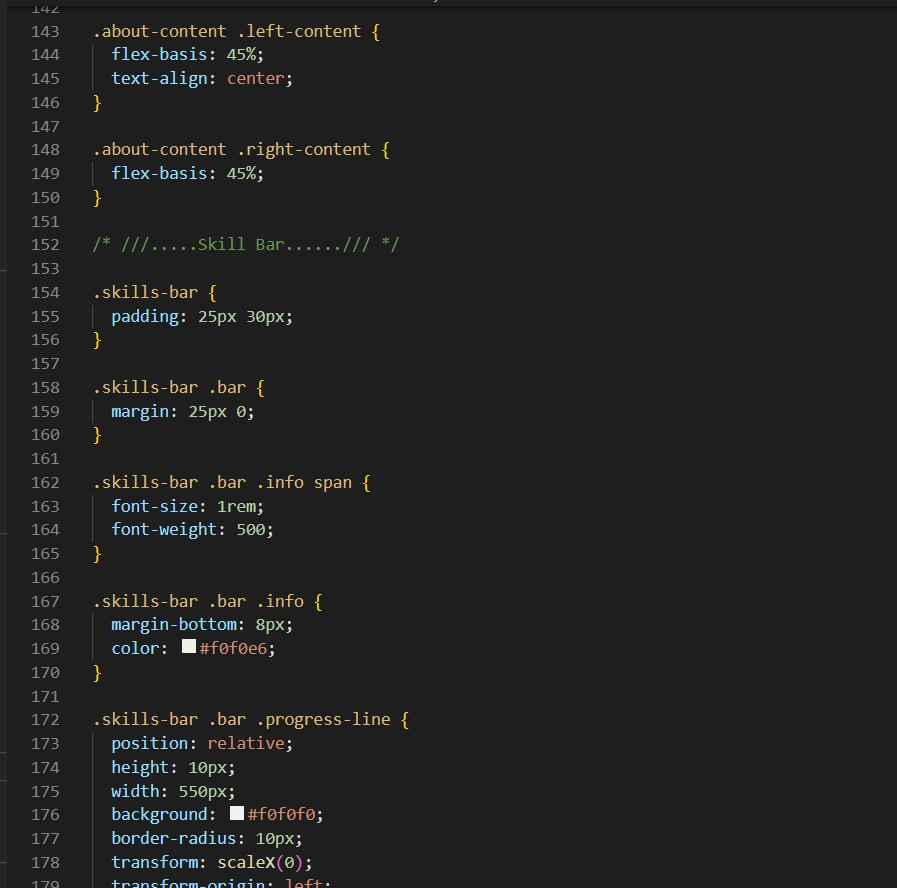 142
143 .about-content .left-content {
144 flex-basis: 45%;
145 text-align: center;
146 }
147
148 .about-content .right-content {
149 flex-basis: 45%;
150 }
151
152 /* ///.....Skill Bar......./// */
153
154 .skills-bar {
155 padding: 25px 30px;
156 }
157
158 .skills-bar .bar {
159 margin: 25px 0;
160 }
161
162 .skills-bar .bar .info span {
163 font-size: 1rem;
164 font-weight: 500;
165 }
166
167 .skills-bar .bar .info {
168 margin-bottom: 8px;
169 color: #f0f0e6;
170 }
171
172 .skills-bar .bar .progress-line {
173 position: relative;
174 height: 10px;
175 width: 550px;
176 background: #f0f0f0;
177 border-radius: 10px;
178 transform: scaleX(0);
179 transform-origin: left;